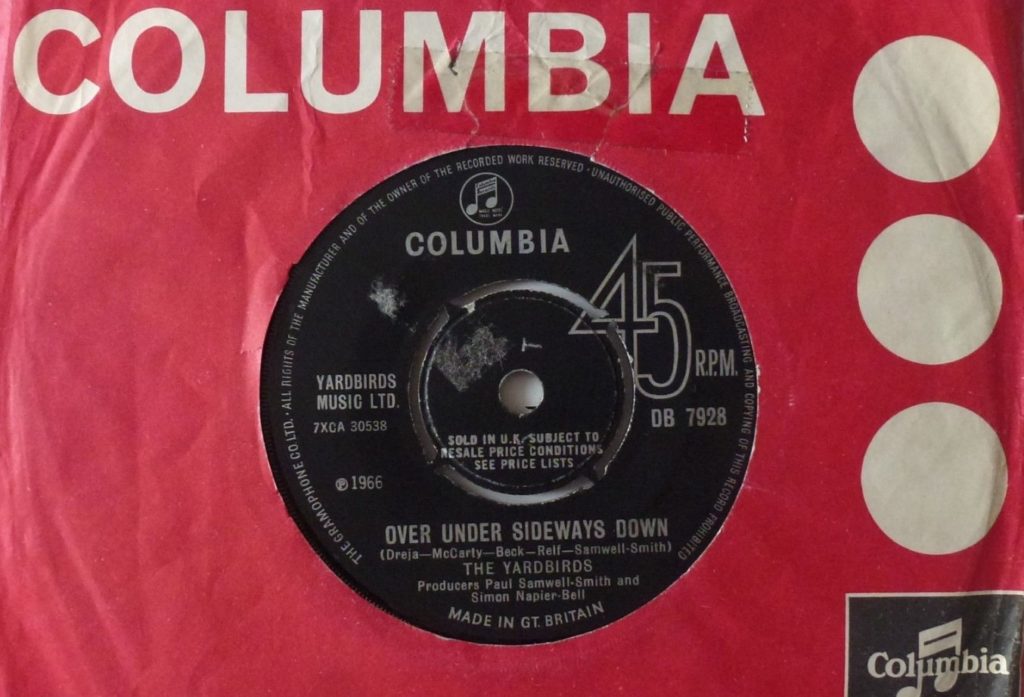 COLUMBIA
THE GRAMOPHONE CO. LTD. · ALL RIGHTS OF THE MANUFACTURER AND OF THE OWNER OF THE RECORDED WORK RESERVED · UNAUTHORISED PUBLIC PERFORMANCE BROADCASTING AND COPYING OF THIS RECORD PROHIBITED
COLUMBIA
45
R.P.M.
YARDBIRDS
MUSIC LTD.
7XCA 30538
DB 7928
SOLD IN U.K. SUBJECT TO
RESALE PRICE CONDITIONS
SEE PRICE LISTS
℗ 1966
OVER UNDER SIDEWAYS DOWN
(Dreja—McCarty—Beck—Relf—Samwell-Smith)
THE YARDBIRDS
Producers Paul Samwell-Smith and
Simon Napier-Bell
MADE IN GT. BRITAIN
Columbia